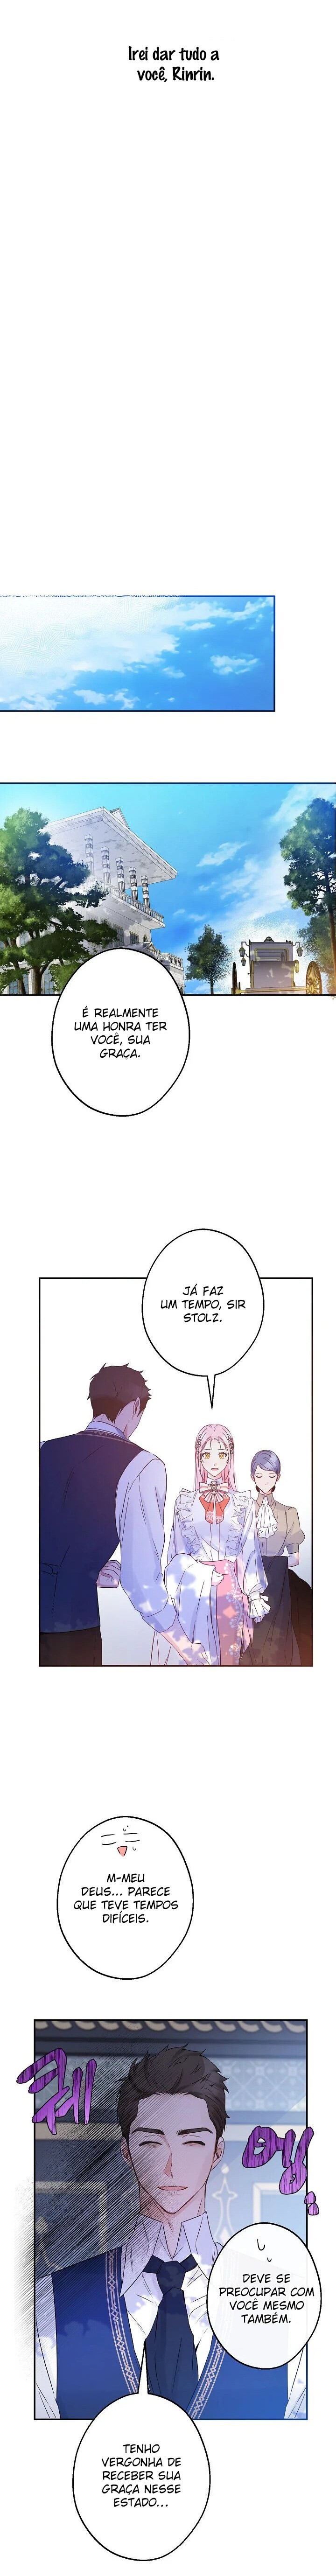 Irei dar tudo a
você, Rinrin.
É REALMENTE
UMA HONRA TER
VOCÊ, SUA
GRAÇA.
JÁ FAZ
UM TEMPO, SIR
STOLZ.
M-MEU
DEUS... PARECE
QUE TEVE TEMPOS
DIFÍCEIS.
퀭
DEVE SE
PREOCUPAR COM
VOCÊ MESMO
TAMBÉM.
TENHO
VERGONHA DE
RECEBER SUA
GRAÇA NESSE
ESTADO...